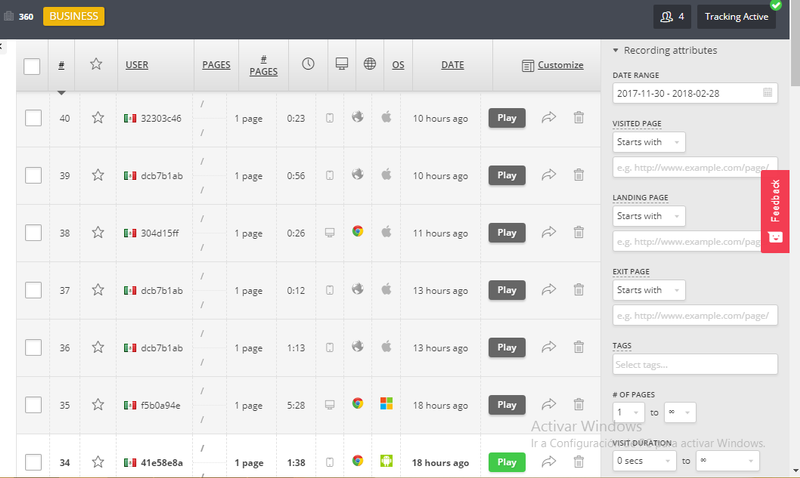 360 BUSINESS 4 Tracking Active
# USER PAGES # PAGES OS DATE Customize
40 32303c46 / / 1 page 0:23 10 hours ago Play
39 dcb7b1ab / / 1 page 0:56 10 hours ago Play
38 304d15ff / / 1 page 0:26 11 hours ago Play
37 dcb7b1ab / / 1 page 0:12 13 hours ago Play
36 dcb7b1ab / / 1 page 1:13 13 hours ago Play
35 f5b0a94e / / 1 page 5:28 18 hours ago Play
34 41e58e8a / / 1 page 1:38 18 hours ago Play
Recording attributes
DATE RANGE
2017-11-30 - 2018-02-28
VISITED PAGE
Starts with
e.g. http://www.example.com/page/
LANDING PAGE
Starts with
e.g. http://www.example.com/page/
EXIT PAGE
Starts with
e.g. http://www.example.com/page/
TAGS
Select tags...
# OF PAGES
1 to ∞
VISIT DURATION
0 secs to ∞
Feedback
Activar Windows
Ir a Configuración para activar Windows.